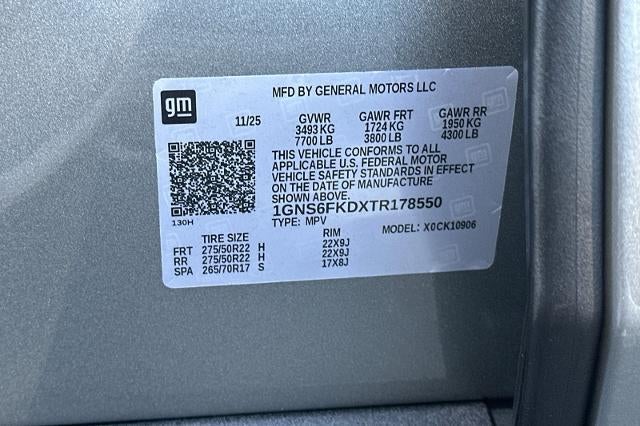 gm
MFD BY GENERAL MOTORS LLC
11/25 GVWR GAWR FRT GAWR RR
3493 KG 1724 KG 1950 KG
7700 LB 3800 LB 4300 LB
THIS VEHICLE CONFORMS TO ALL
APPLICABLE U.S. FEDERAL MOTOR
VEHICLE SAFETY STANDARDS IN EFFECT
ON THE DATE OF MANUFACTURE
SHOWN ABOVE.
1GNS6FKDXTR178550
130H
TYPE: MPV MODEL: X0CK10906
TIRE SIZE RIM
FRT 275/50R22 H 22X9J
RR 275/50R22 H 22X9J
SPA 265/70R17 S 17X8J